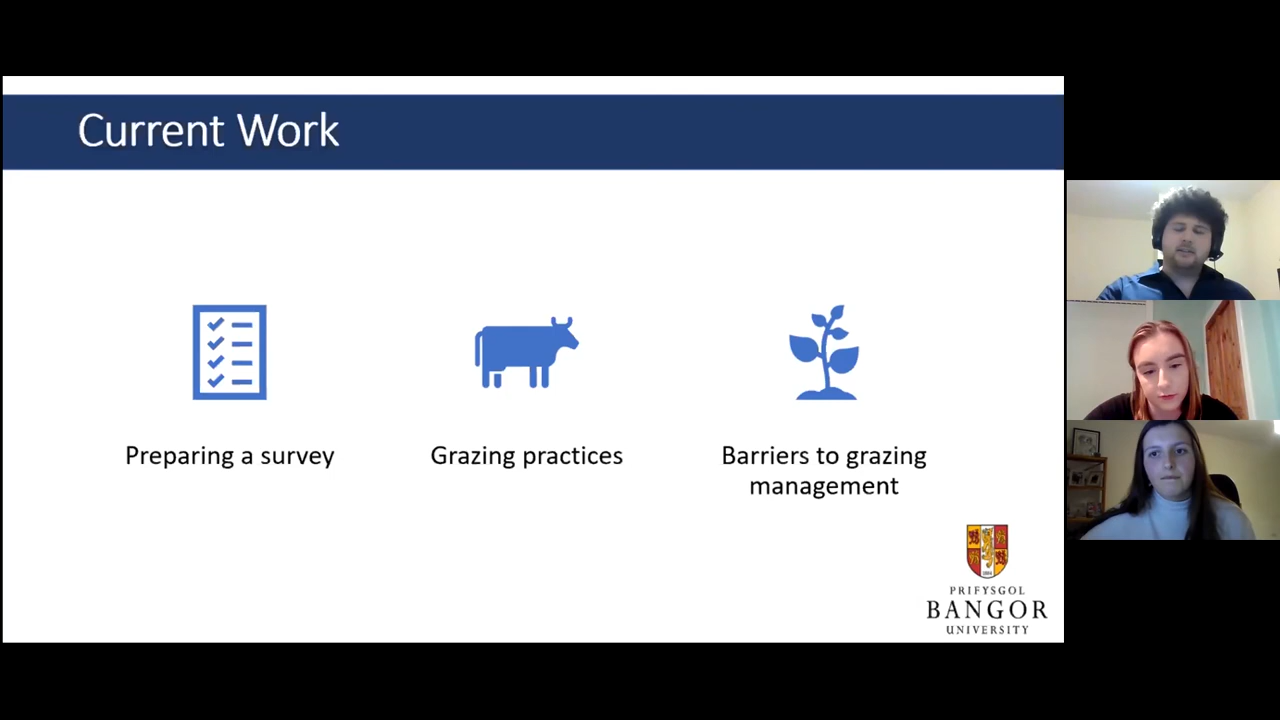 Current Work
Preparing a survey
Grazing practices
Barriers to grazing
management
PRIFYSGOL
BANGOR
UNIVERSITY